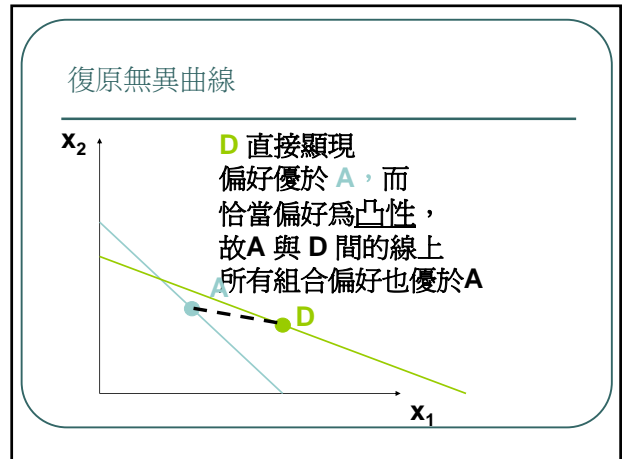 復原無異曲線
x2
D 直接顯現
偏好優於 A，而
恰當偏好為凸性，
故A 與 D 間的線上
所有組合偏好也優於A
A
D
x1